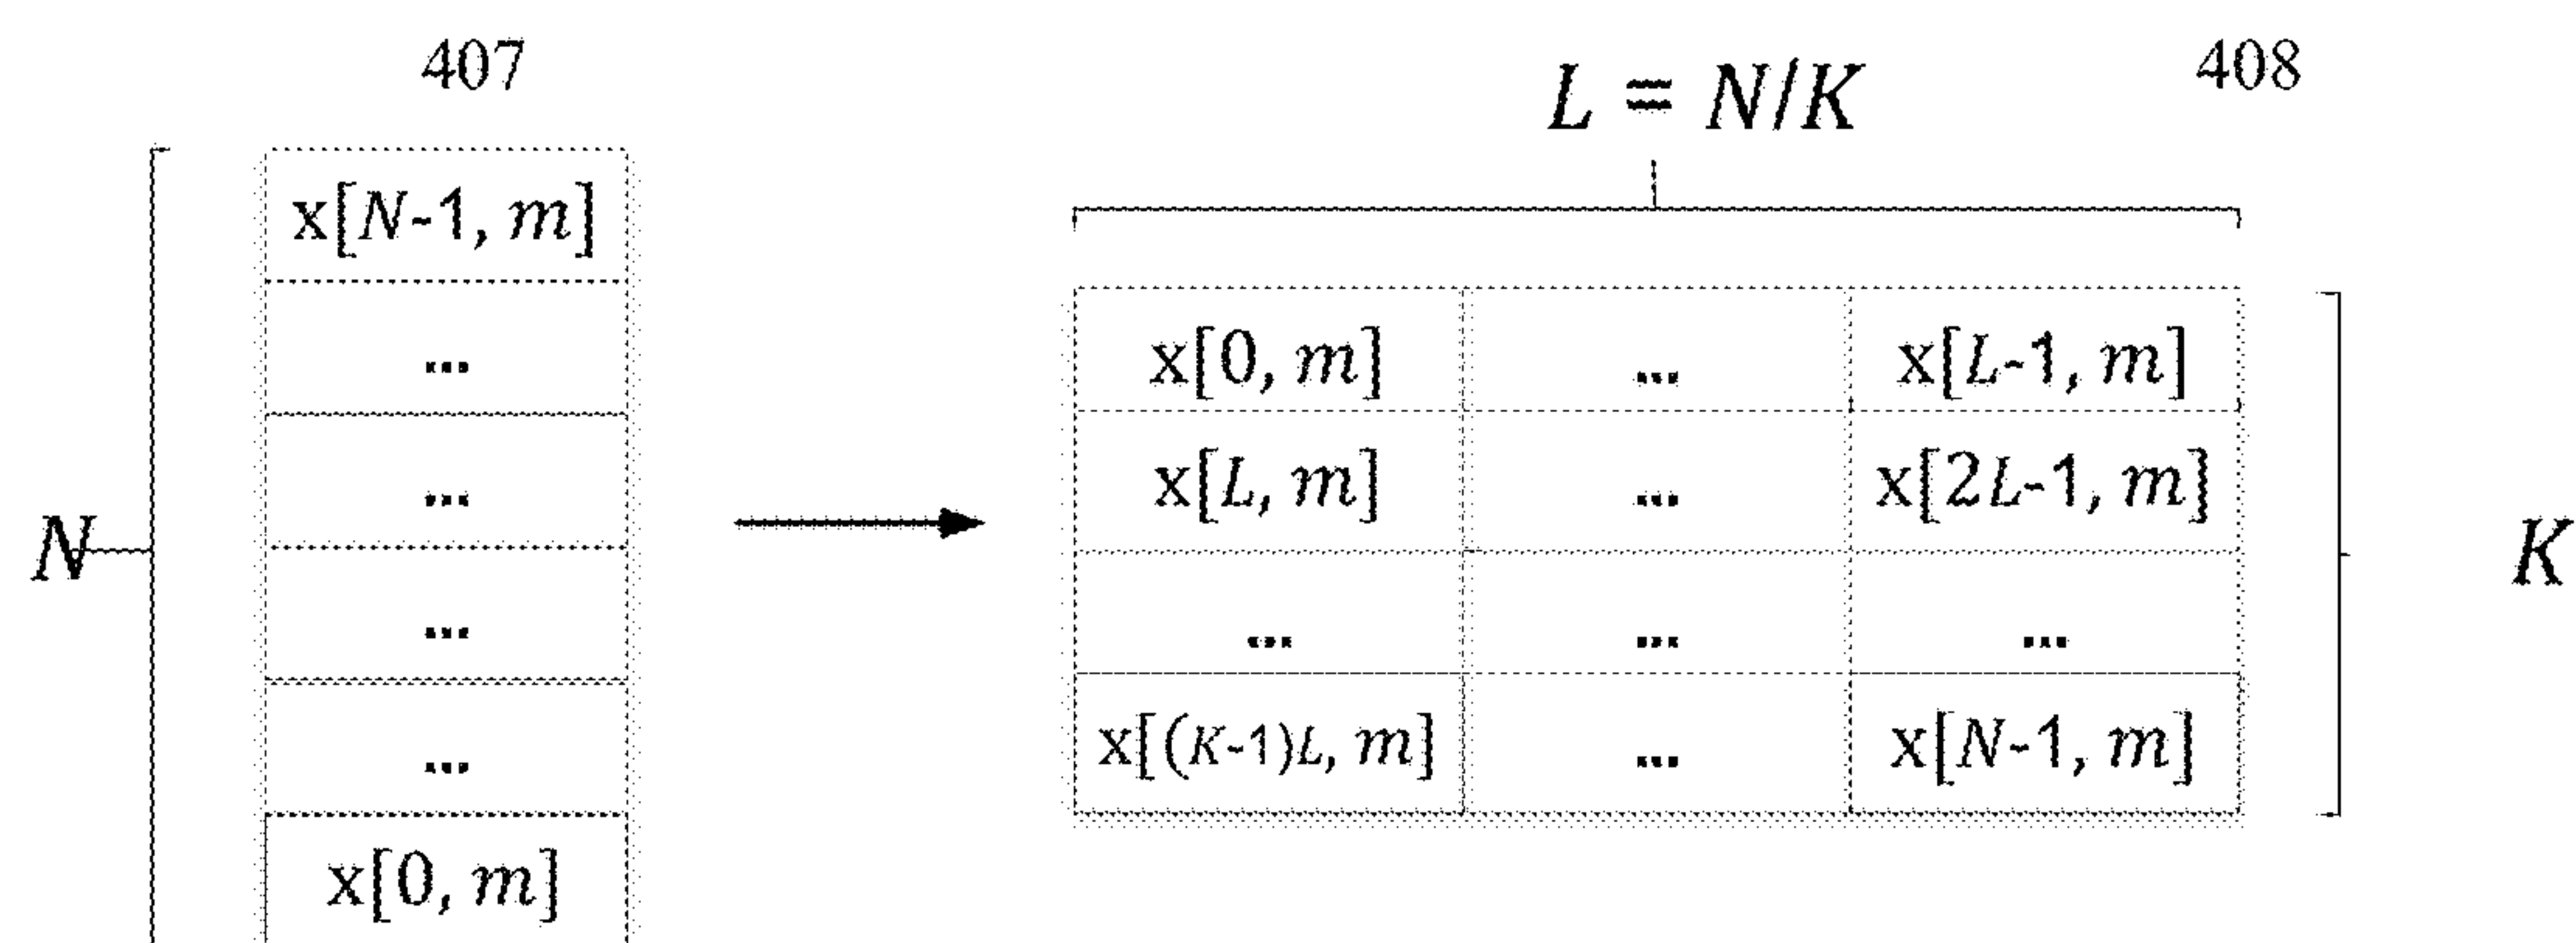 407
x[N-1, m]
...
...
...
...
x[0, m]
N
L = N/K
408
x[0, m] ... x[L-1, m]
x[L, m] ... x[2L-1, m]
... ... ...
x[(K-1)L, m] ... x[N-1, m]
K